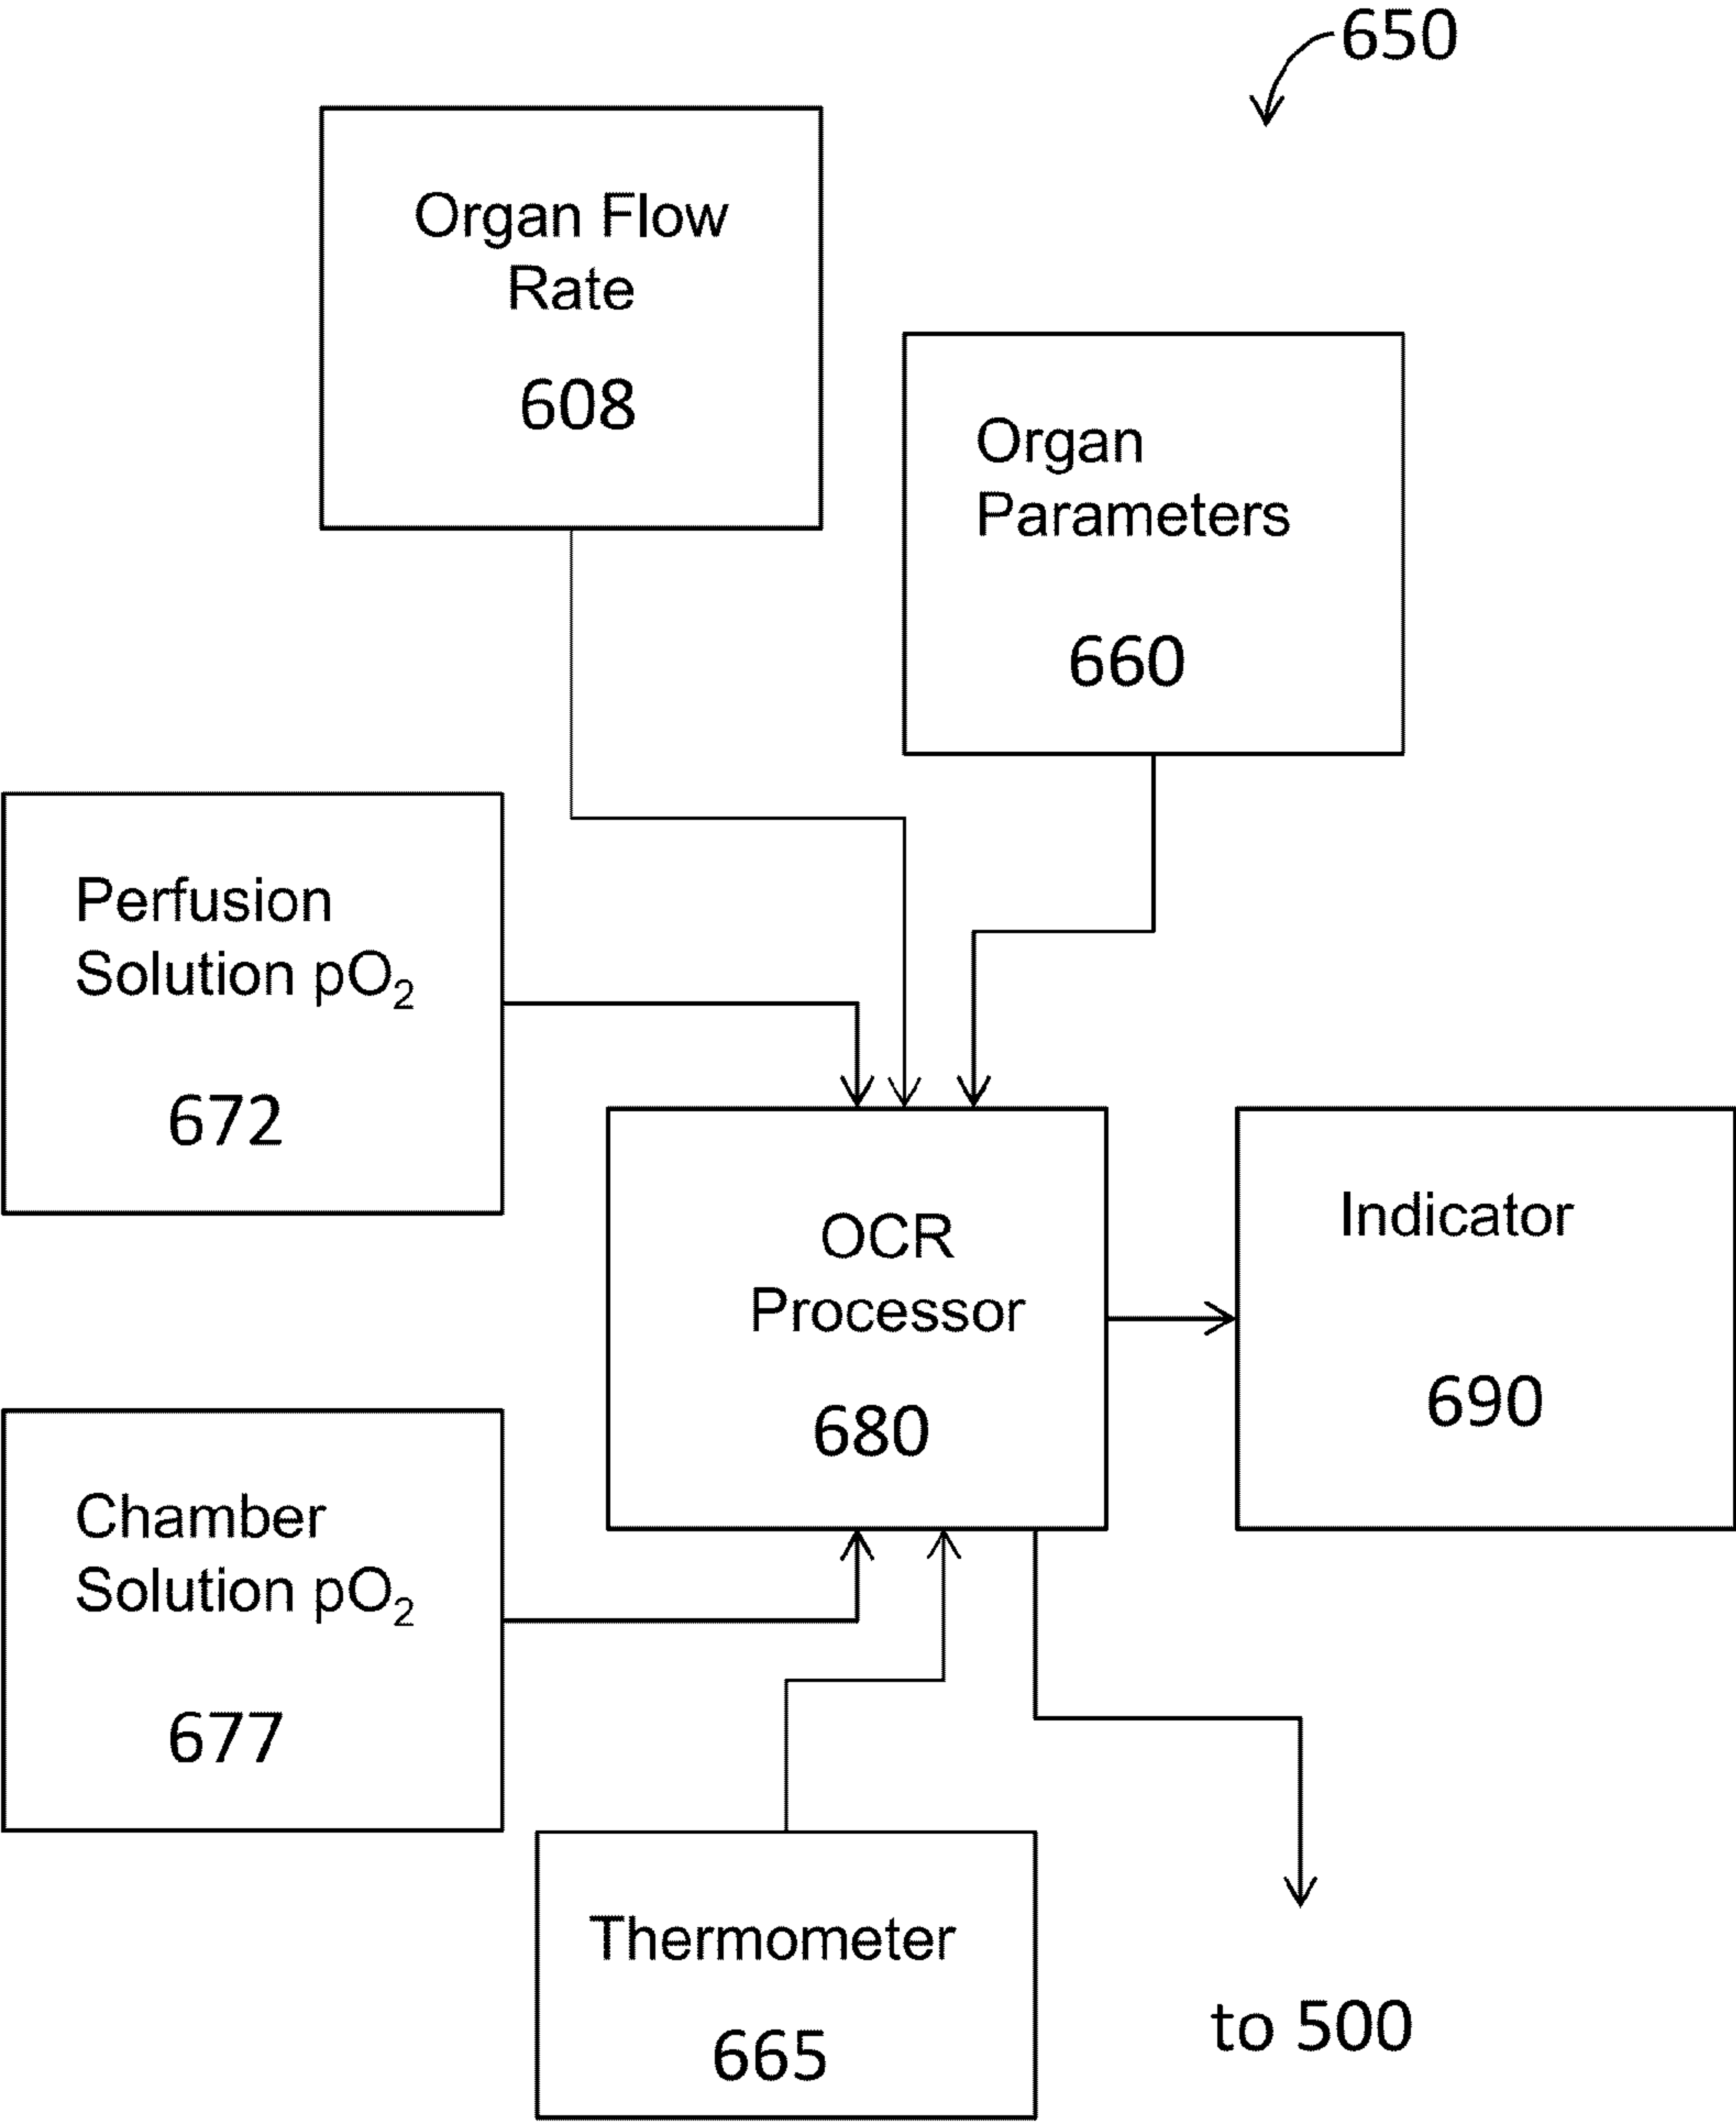 650
Organ Flow
Rate
608
Organ
Parameters
660
Perfusion
Solution pO₂
672
OCR
Processor
680
Indicator
690
Chamber
Solution pO₂
677
Thermometer
665
to 500